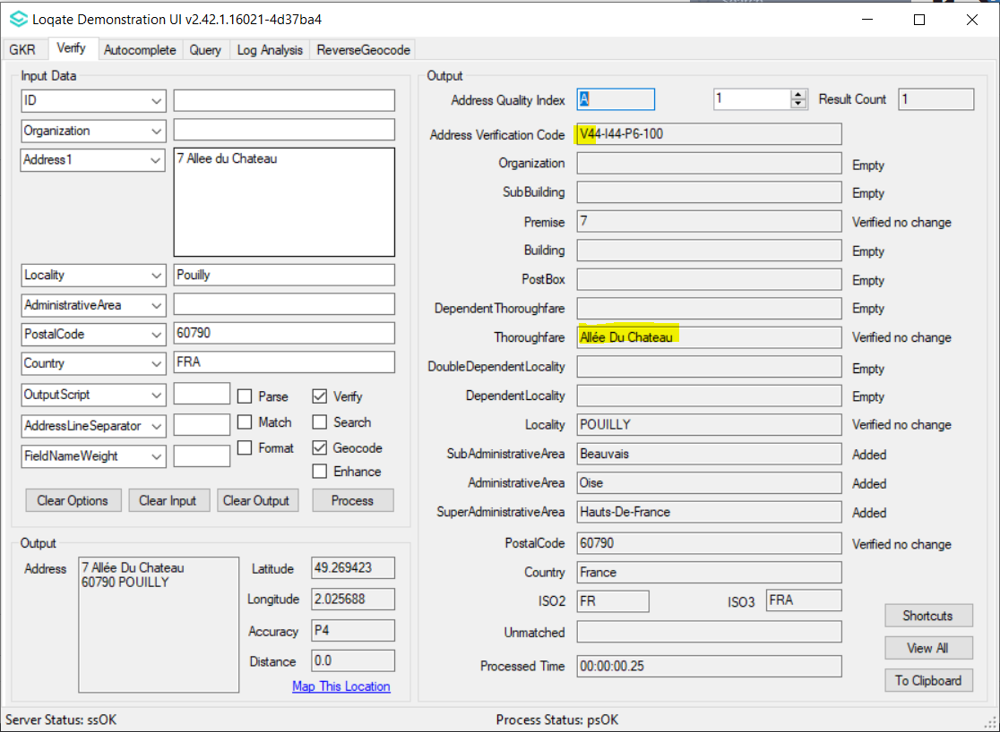 Loqate Demonstration UI v2.42.1.16021-4d37ba4
GKR Verify Autocomplete Query Log Analysis ReverseGeocode
Input Data
ID
Organization
Address1 7 Allee du Chateau
Locality Pouilly
AdministrativeArea
PostalCode 60790
Country FRA
OutputScript Parse Verify
AddressLineSeparator Match Search
FieldNameWeight Format Geocode
Enhance
Clear Options Clear Input Clear Output Process
Output
Address 7 Allée Du Chateau
60790 POUILLY
Latitude 49.269423
Longitude 2.025688
Accuracy P4
Distance 0.0
Map This Location
Output
Address Quality Index A 1 Result Count 1
Address Verification Code V44-I44-P6-100
Organization Empty
SubBuilding Empty
Premise 7 Verified no change
Building Empty
PostBox Empty
DependentThoroughfare Empty
Thoroughfare Allée Du Chateau Verified no change
DoubleDependentLocality Empty
DependentLocality Empty
Locality POUILLY Verified no change
SubAdministrativeArea Beauvais Added
AdministrativeArea Oise Added
SuperAdministrativeArea Hauts-De-France Added
PostalCode 60790 Verified no change
Country France
ISO2 FR ISO3 FRA
Unmatched
Processed Time 00:00:00.25
Shortcuts
View All
To Clipboard
Server Status: ssOK Process Status: psOK